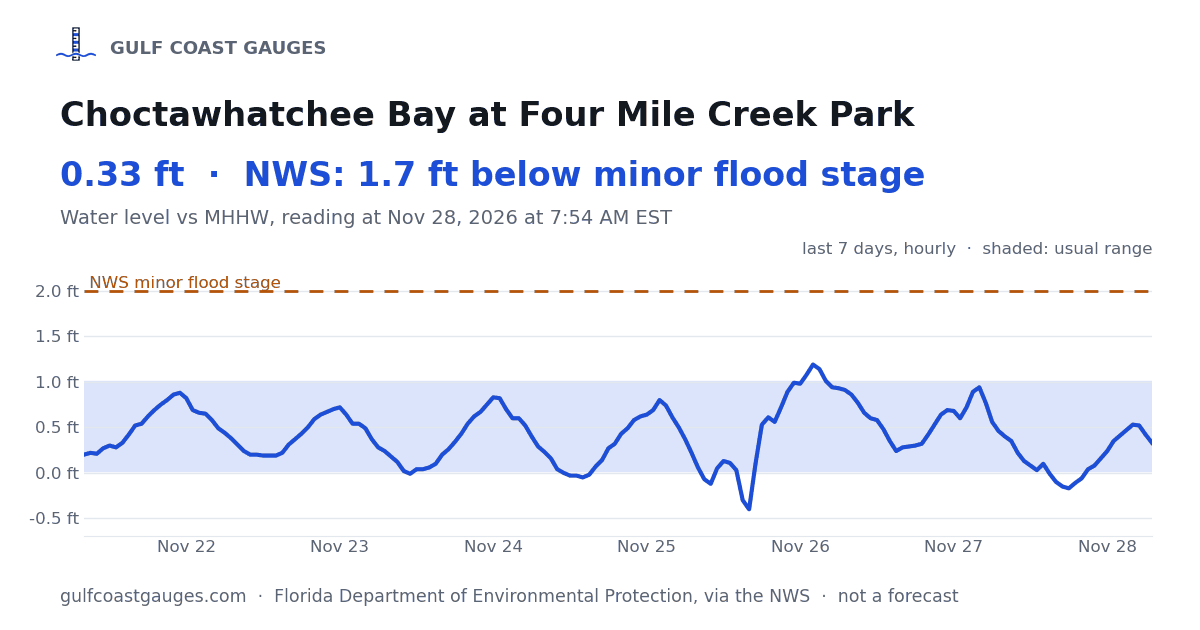 GULF COAST GAUGES
Choctawhatchee Bay at Four Mile Creek Park
0.33 ft · NWS: 1.7 ft below minor flood stage
Water level vs MHHW, reading at Nov 28, 2026 at 7:54 AM EST
last 7 days, hourly · shaded: usual range
NWS minor flood stage
2.0 ft
1.5 ft
1.0 ft
0.5 ft
0.0 ft
-0.5 ft
Nov 22 Nov 23 Nov 24 Nov 25 Nov 26 Nov 27 Nov 28
gulfcoastgauges.com · Florida Department of Environmental Protection, via the NWS · not a forecast